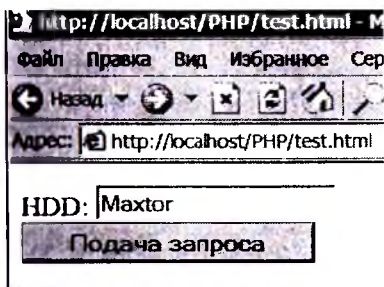 http://localhost/PHP/test.html - M
Файл Правка Вид Избранное Сер
Назад
Адрес: http://localhost/PHP/test.html
HDD: Maxtor
Подача запроса